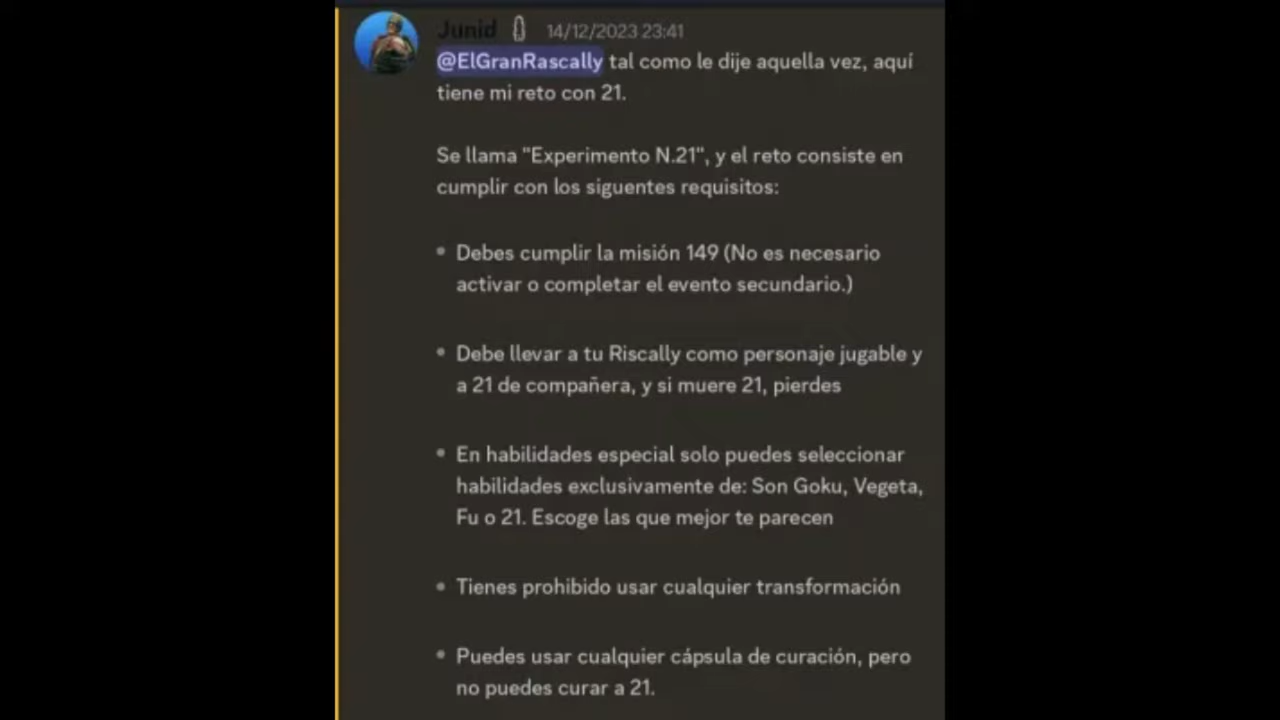 Junid 14/12/2023 23:41
@ElGranRascally tal como le dije aquella vez, aquí
tiene mi reto con 21.
Se llama "Experimento N.21", y el reto consiste en
cumplir con los siguentes requisitos:
• Debes cumplir la misión 149 (No es necesario
activar o completar el evento secundario.)
• Debe llevar a tu Riscally como personaje jugable y
a 21 de compañera, y si muere 21, pierdes
• En habilidades especial solo puedes seleccionar
habilidades exclusivamente de: Son Goku, Vegeta,
Fu o 21. Escoge las que mejor te parecen
• Tienes prohibido usar cualquier transformación
• Puedes usar cualquier cápsula de curación, pero
no puedes curar a 21.